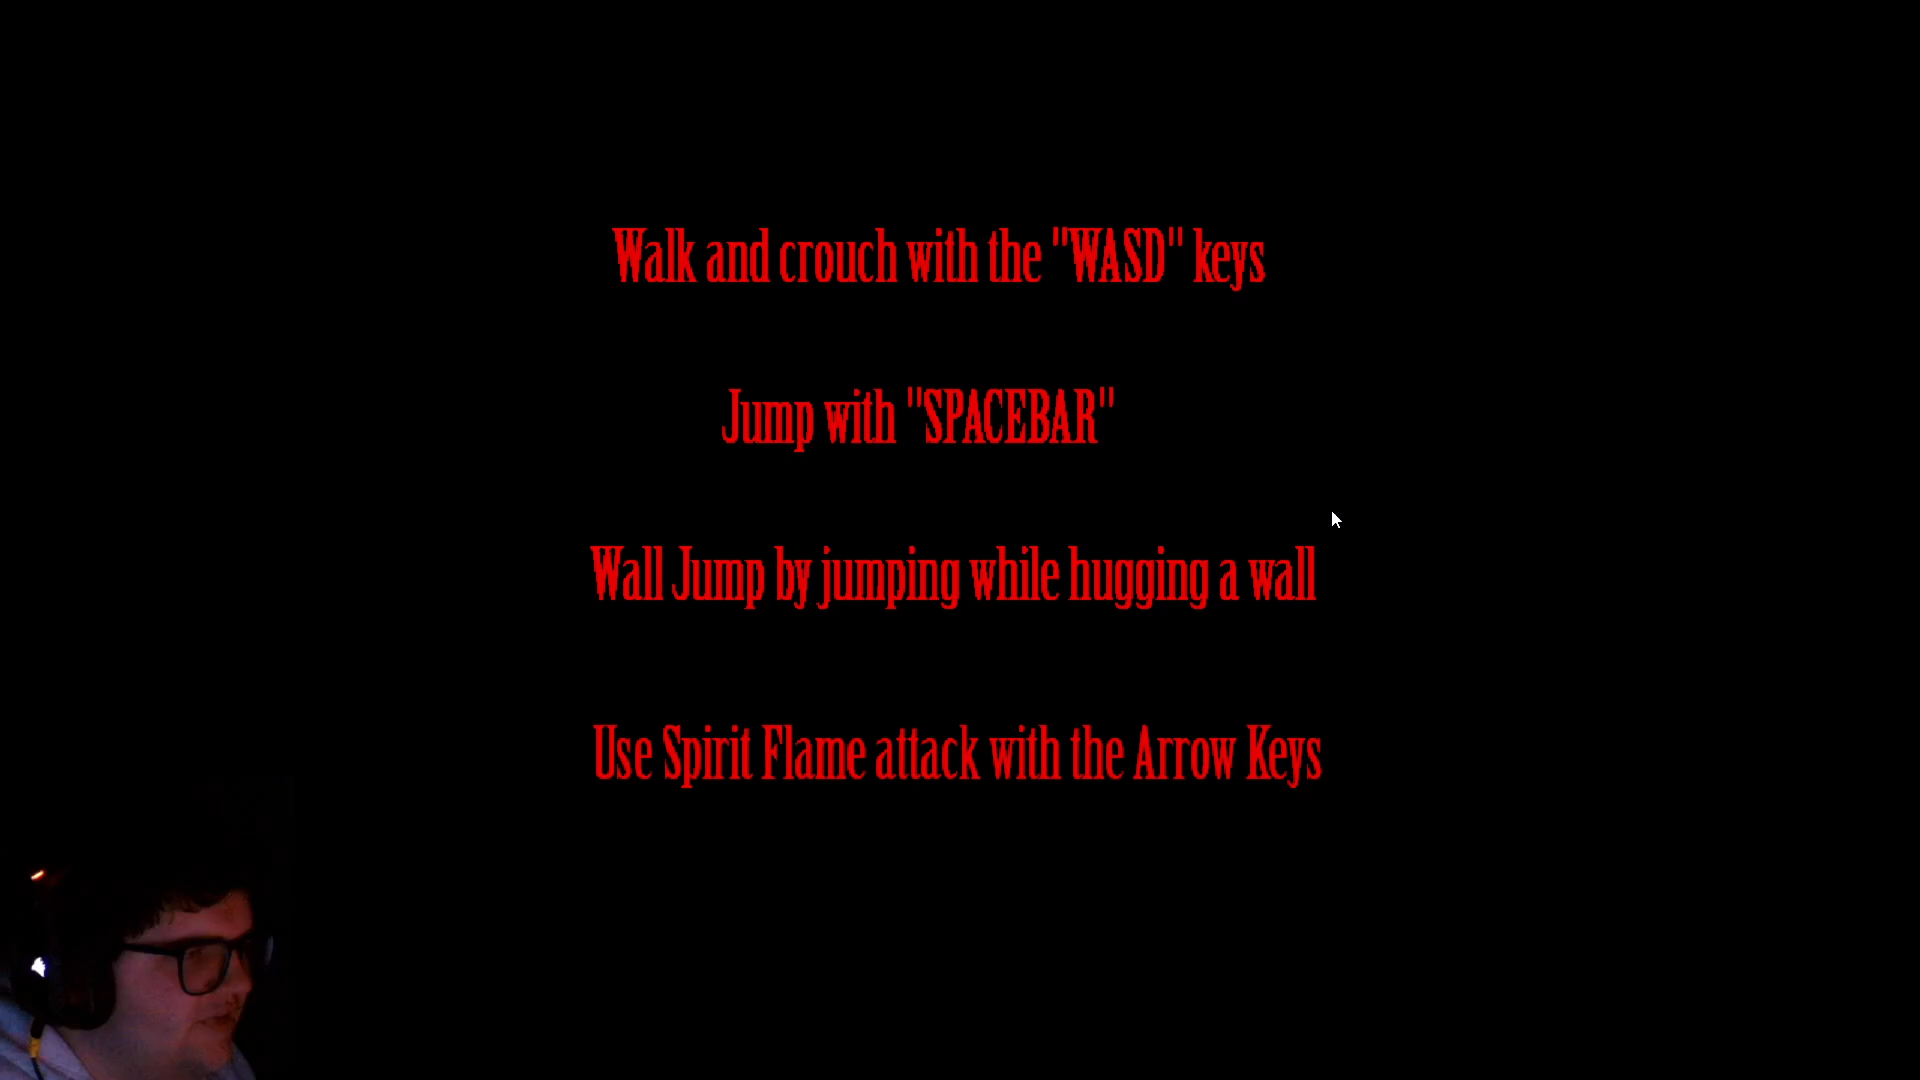 Walk and crouch with the "WASD" keys
Jump with "SPACEBAR"
Wall Jump by jumping while hugging a wall
Use Spirit Flame attack with the Arrow Keys